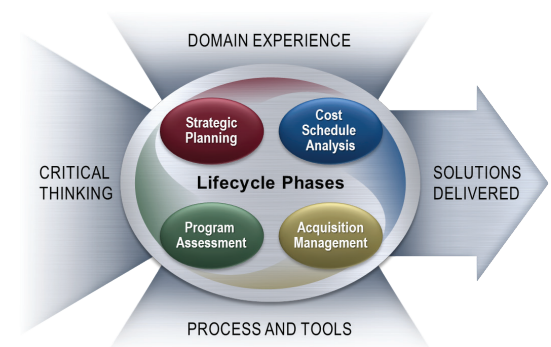 DOMAIN EXPERIENCE
Strategic
Planning
Cost
Schedule
Analysis
CRITICAL
THINKING
Lifecycle Phases
SOLUTIONS
DELIVERED
Program
Assessment
Acquisition
Management
PROCESS AND TOOLS